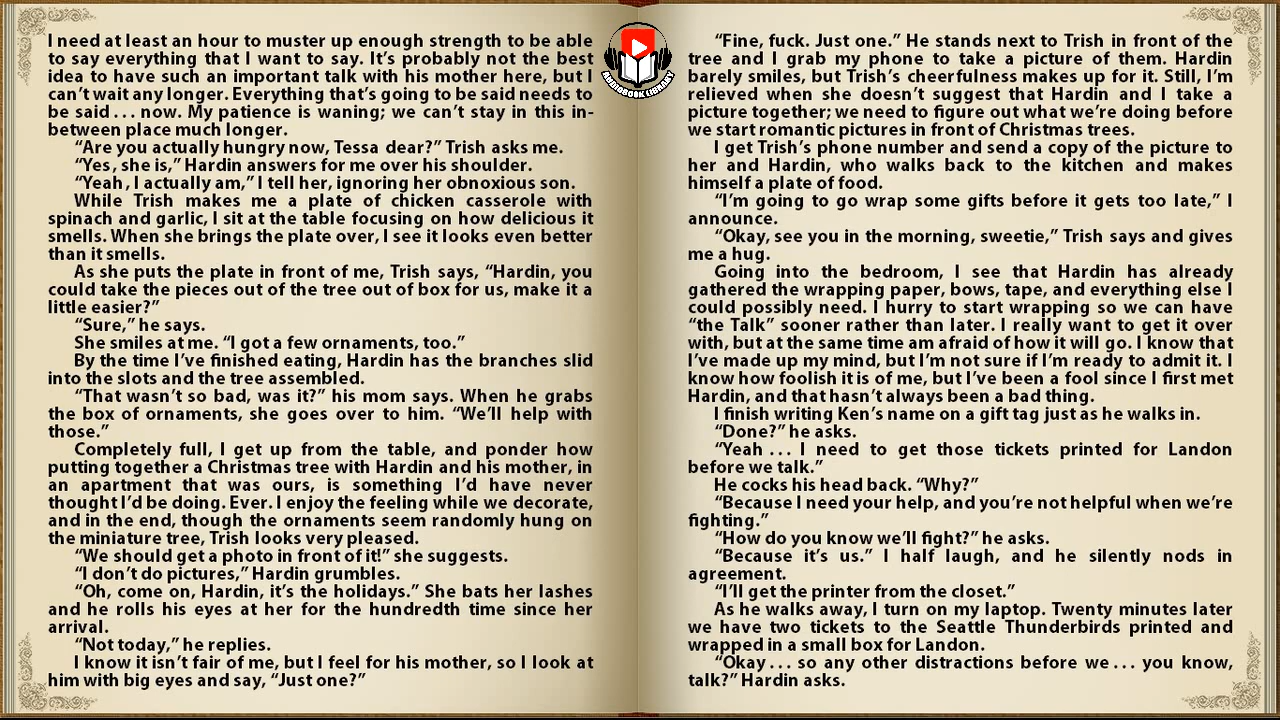 I need at least an hour to muster up enough strength to be able
to say everything that I want to say. It’s probably not the best
idea to have such an important talk with his mother here, but I
can’t wait any longer. Everything that’s going to be said needs to
be said . . . now. My patience is waning; we can’t stay in this in-
between place much longer.
“Are you actually hungry now, Tessa dear?” Trish asks me.
“Yes, she is,” Hardin answers for me over his shoulder.
“Yeah, I actually am,” I tell her, ignoring her obnoxious son.
While Trish makes me a plate of chicken casserole with
spinach and garlic, I sit at the table focusing on how delicious it
smells. When she brings the plate over, I see it looks even better
than it smells.
As she puts the plate in front of me, Trish says, “Hardin, you
could take the pieces out of the tree out of box for us, make it a
little easier?”
“Sure,” he says.
She smiles at me. “I got a few ornaments, too.”
By the time I’ve finished eating, Hardin has the branches slid
into the slots and the tree assembled.
“That wasn’t so bad, was it?” his mom says. When he grabs
the box of ornaments, she goes over to him. “We’ll help with
those.”
Completely full, I get up from the table, and ponder how
putting together a Christmas tree with Hardin and his mother, in
an apartment that was ours, is something I’d have never
thought I’d be doing. Ever. I enjoy the feeling while we decorate,
and in the end, though the ornaments seem randomly hung on
the miniature tree, Trish looks very pleased.
“We should get a photo in front of it!” she suggests.
“I don’t do pictures,” Hardin grumbles.
“Oh, come on, Hardin, it’s the holidays.” She bats her lashes
and he rolls his eyes at her for the hundredth time since her
arrival.
“Not today,” he replies.
I know it isn’t fair of me, but I feel for his mother, so I look at
him with big eyes and say, “Just one?”
AUDIOBOOK LIBRARY
“Fine, fuck. Just one.” He stands next to Trish in front of the
tree and I grab my phone to take a picture of them. Hardin
barely smiles, but Trish’s cheerfulness makes up for it. Still, I’m
relieved when she doesn’t suggest that Hardin and I take a
picture together; we need to figure out what we’re doing before
we start romantic pictures in front of Christmas trees.
I get Trish’s phone number and send a copy of the picture to
her and Hardin, who walks back to the kitchen and makes
himself a plate of food.
“I’m going to go wrap some gifts before it gets too late,” I
announce.
“Okay, see you in the morning, sweetie,” Trish says and gives
me a hug.
Going into the bedroom, I see that Hardin has already
gathered the wrapping paper, bows, tape, and everything else I
could possibly need. I hurry to start wrapping so we can have
“the Talk” sooner rather than later. I really want to get it over
with, but at the same time am afraid of how it will go. I know that
I’ve made up my mind, but I’m not sure if I’m ready to admit it. I
know how foolish it is of me, but I’ve been a fool since I first met
Hardin, and that hasn’t always been a bad thing.
I finish writing Ken’s name on a gift tag just as he walks in.
“Done?” he asks.
“Yeah . . . I need to get those tickets printed for Landon
before we talk.”
He cocks his head back. “Why?”
“Because I need your help, and you’re not helpful when we’re
fighting.”
“How do you know we’ll fight?” he asks.
“Because it’s us.” I half laugh, and he silently nods in
agreement.
“I’ll get the printer from the closet.”
As he walks away, I turn on my laptop. Twenty minutes later
we have two tickets to the Seattle Thunderbirds printed and
wrapped in a small box for Landon.
“Okay . . . so any other distractions before we . . . you know,
talk?” Hardin asks.